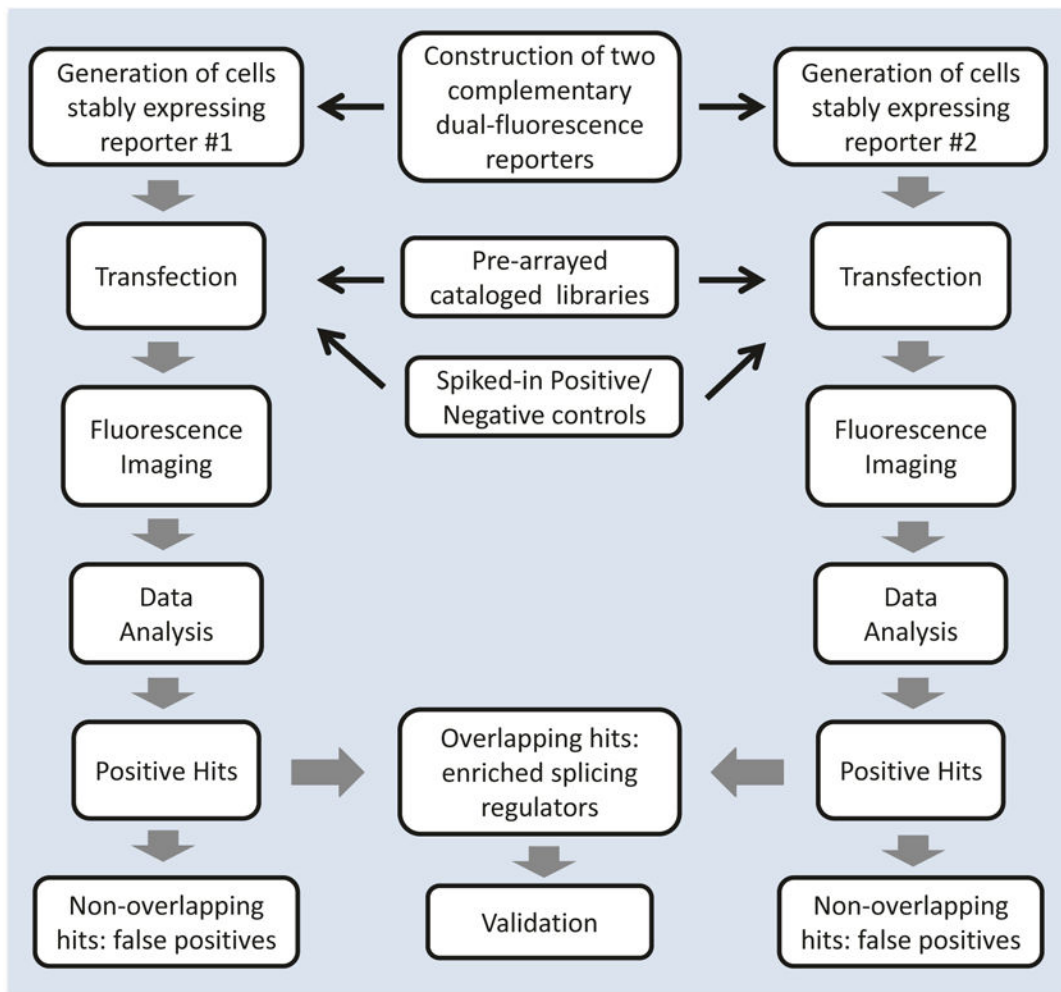 Generation of cells
stably expressing
reporter #1
Construction of two
complementary
dual-fluorescence
reporters
Generation of cells
stably expressing
reporter #2
Transfection
Pre-arrayed
cataloged libraries
Transfection
Spiked-in Positive/
Negative controls
Fluorescence
Imaging
Fluorescence
Imaging
Data
Analysis
Data
Analysis
Positive Hits
Overlapping hits:
enriched splicing
regulators
Positive Hits
Non-overlapping
hits: false positives
Validation
Non-overlapping
hits: false positives